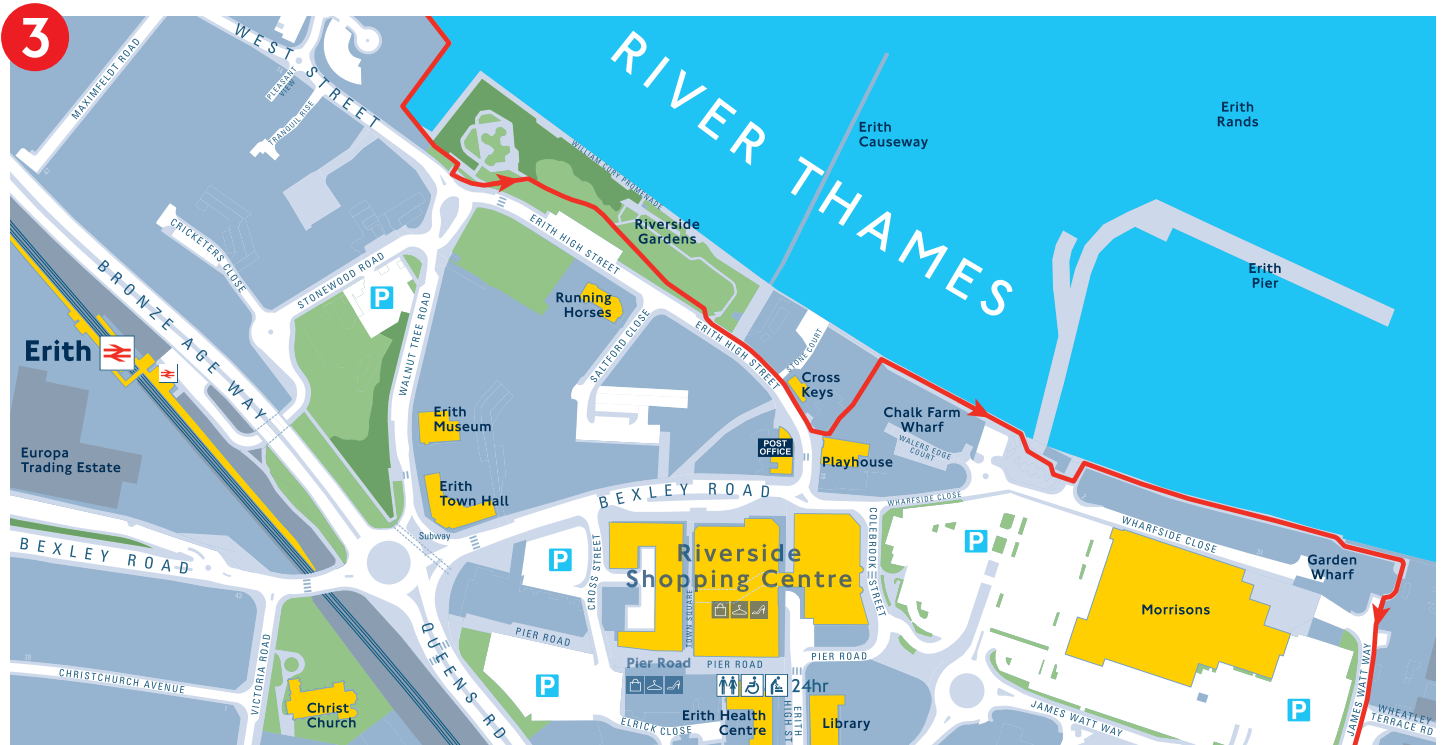 3
WEST STREET
MAXIMFELDT ROAD
PLEASANT
VIEW
TRANQUIL RISE
RIVER THAMES
Erith
Rands
Erith
Causeway
WILLIAM CORY PROMENADE
CRICKETERS CLOSE
STONEWOOD ROAD
ERITH HIGH STREET
Riverside
Gardens
Erith
Pier
BRONZE AGE WAY
P
WALNUT TREE ROAD
Running
Horses
SALTFORD CLOSE
ERITH HIGH STREET
STONE COURT
Erith
Cross
Keys
Erith
Museum
Chalk Farm
Wharf
WALERS EDGE
COURT
POST
OFFICE
Playhouse
Europa
Trading Estate
Erith
Town Hall
BEXLEY ROAD
WHARFSIDE CLOSE
Subway
COLEBROOK STREET
WHARFSIDE CLOSE
BEXLEY ROAD
P
CROSS STREET
Riverside
Shopping Centre
P
Garden
Wharf
TOWN SQUARE
Morrisons
QUEENS RD
PIER ROAD
Pier Road
PIER ROAD
PIER ROAD
VICTORIA ROAD
CHRISTCHURCH AVENUE
P
24hr
JAMES WATT WAY
Christ
Church
ELRICK CLOSE
Erith Health
Centre
ERITH
HIGH ST
Library
JAMES WATT WAY
P
WHEATLEY
TERRACE RD